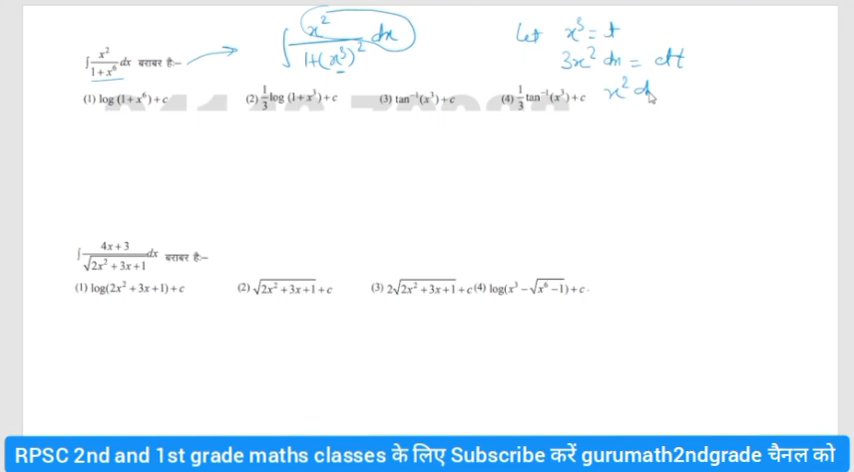 ∫ x²/(1+(x³)²) dx
let x³ = t
3x² dx = dt
x² d
∫ x²/(1+x⁶) dx बराबर है:–
(1) log (1+x⁶)+c (2) 1/3 log (1+x³)+c (3) tan⁻¹(x³)+c (4) 1/3 tan⁻¹(x³)+c
∫ (4x+3)/√(2x²+3x+1) dx बराबर है:–
(1) log(2x²+3x+1)+c (2) √(2x²+3x+1)+c (3) 2√(2x²+3x+1)+c (4) log(x³−√(x⁶−1))+c.
RPSC 2nd and 1st grade maths classes के लिए Subscribe करें gurumath2ndgrade चैनल को